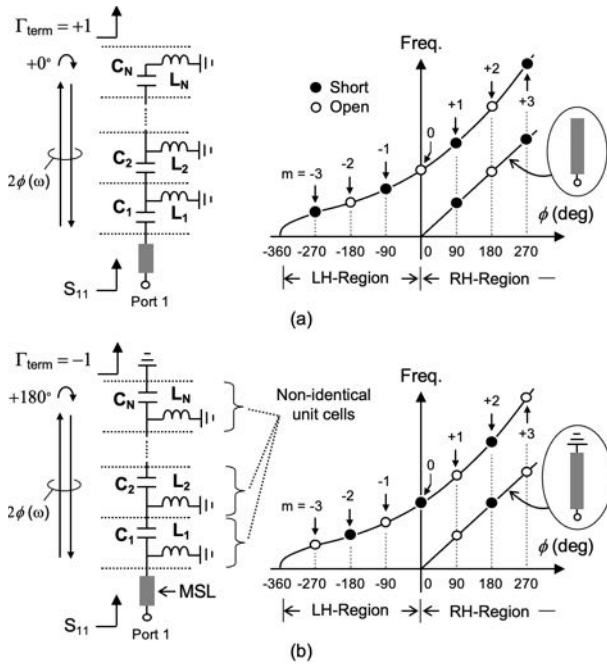 Γterm = +1
+0°
2ϕ(ω)
CN
LN
C2
L2
C1
L1
S11
Port 1
Freq.
● Short
○ Open
m = -3
-2
-1
0
+1
+2
+3
ϕ (deg)
-360 -270 -180 -90 0 90 180 270
LH-Region
RH-Region
(a)
Γterm = −1
+180°
2ϕ(ω)
CN
LN
C2
L2
C1
L1
Non-identical
unit cells
MSL
S11
Port 1
Freq.
m = -3
-2
-1
0
+1
+2
+3
ϕ (deg)
-360 -270 -180 -90 0 90 180 270
LH-Region
RH-Region
(b)